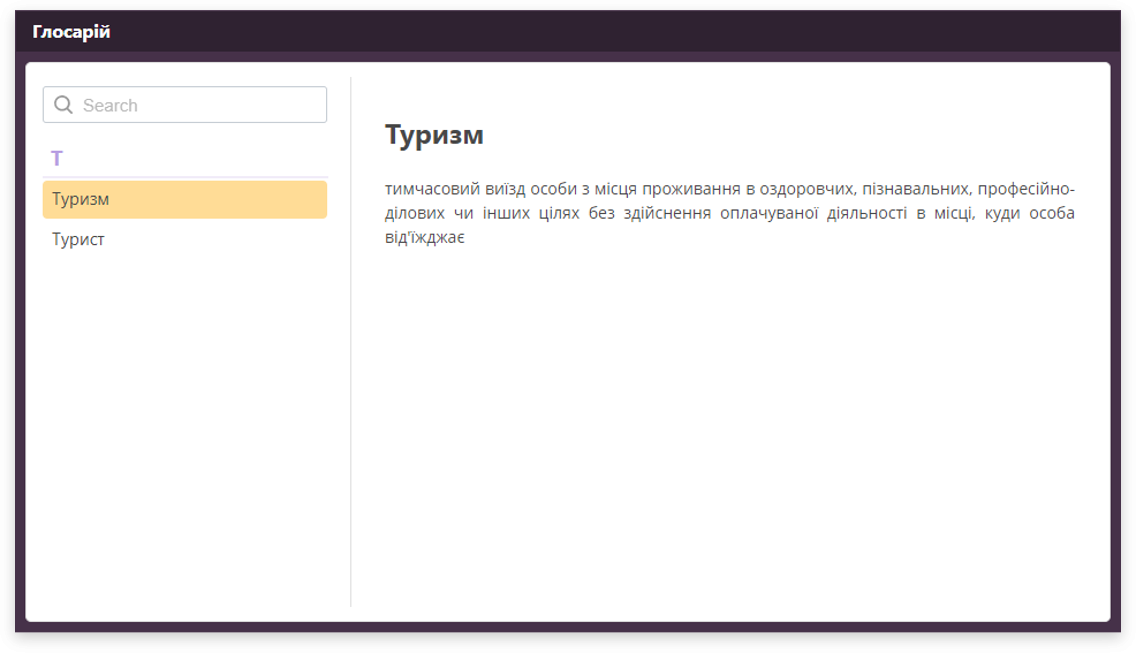 Глосарій
Search
Т
Туризм
Турист
Туризм
тимчасовий виїзд особи з місця проживання в оздоровчих, пізнавальних, професійно-
ділових чи інших цілях без здійснення оплачуваної діяльності в місці, куди особа
від'їжджає